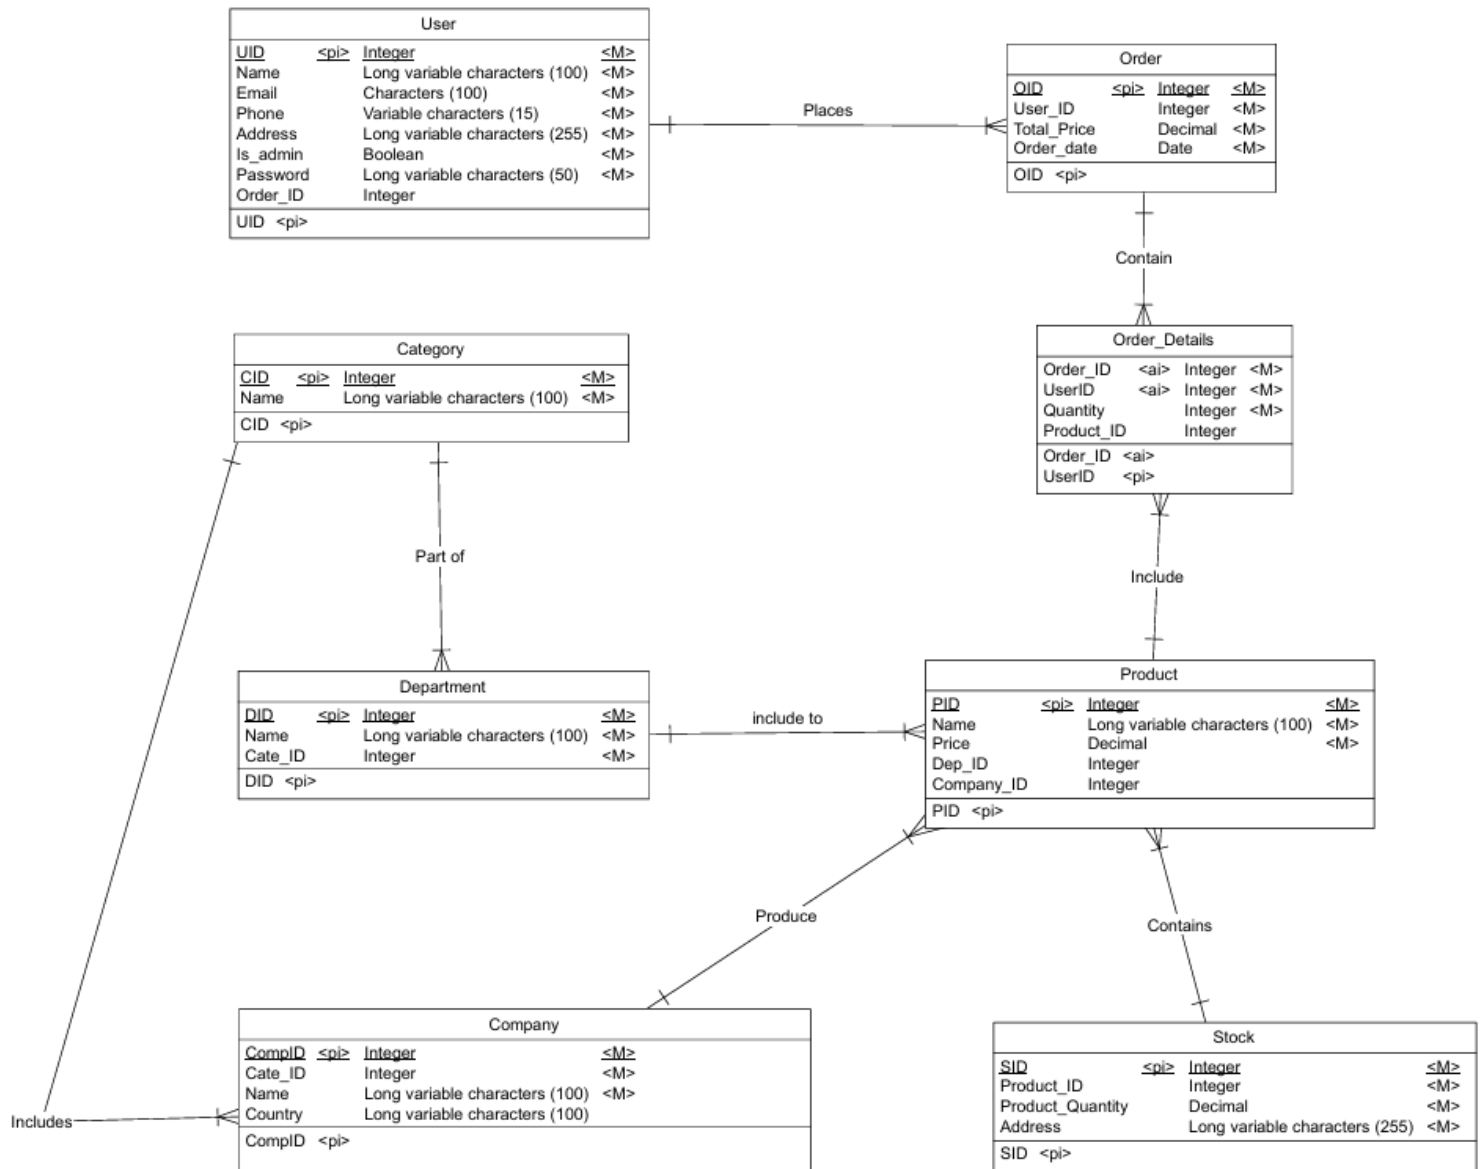 User
UID <pi> Integer <M>
Name Long variable characters (100) <M>
Email Characters (100) <M>
Phone Variable characters (15) <M>
Address Long variable characters (255) <M>
Is_admin Boolean <M>
Password Long variable characters (50) <M>
Order_ID Integer
UID <pi>
Places
Order
OID <pi> Integer <M>
User_ID Integer <M>
Total_Price Decimal <M>
Order_date Date <M>
OID <pi>
Contain
Order_Details
Order_ID <ai> Integer <M>
UserID <ai> Integer <M>
Quantity Integer <M>
Product_ID Integer
Order_ID <ai>
UserID <pi>
Category
CID <pi> Integer <M>
Name Long variable characters (100) <M>
CID <pi>
Part of
Include
Department
DID <pi> Integer <M>
Name Long variable characters (100) <M>
Cate_ID Integer <M>
DID <pi>
include to
Product
PID <pi> Integer <M>
Name Long variable characters (100) <M>
Price Decimal <M>
Dep_ID Integer
Company_ID Integer
PID <pi>
Produce
Contains
Company
CompID <pi> Integer <M>
Cate_ID Integer <M>
Name Long variable characters (100) <M>
Country Long variable characters (100)
CompID <pi>
Includes
Stock
SID <pi> Integer <M>
Product_ID Integer <M>
Product_Quantity Decimal <M>
Address Long variable characters (255) <M>
SID <pi>